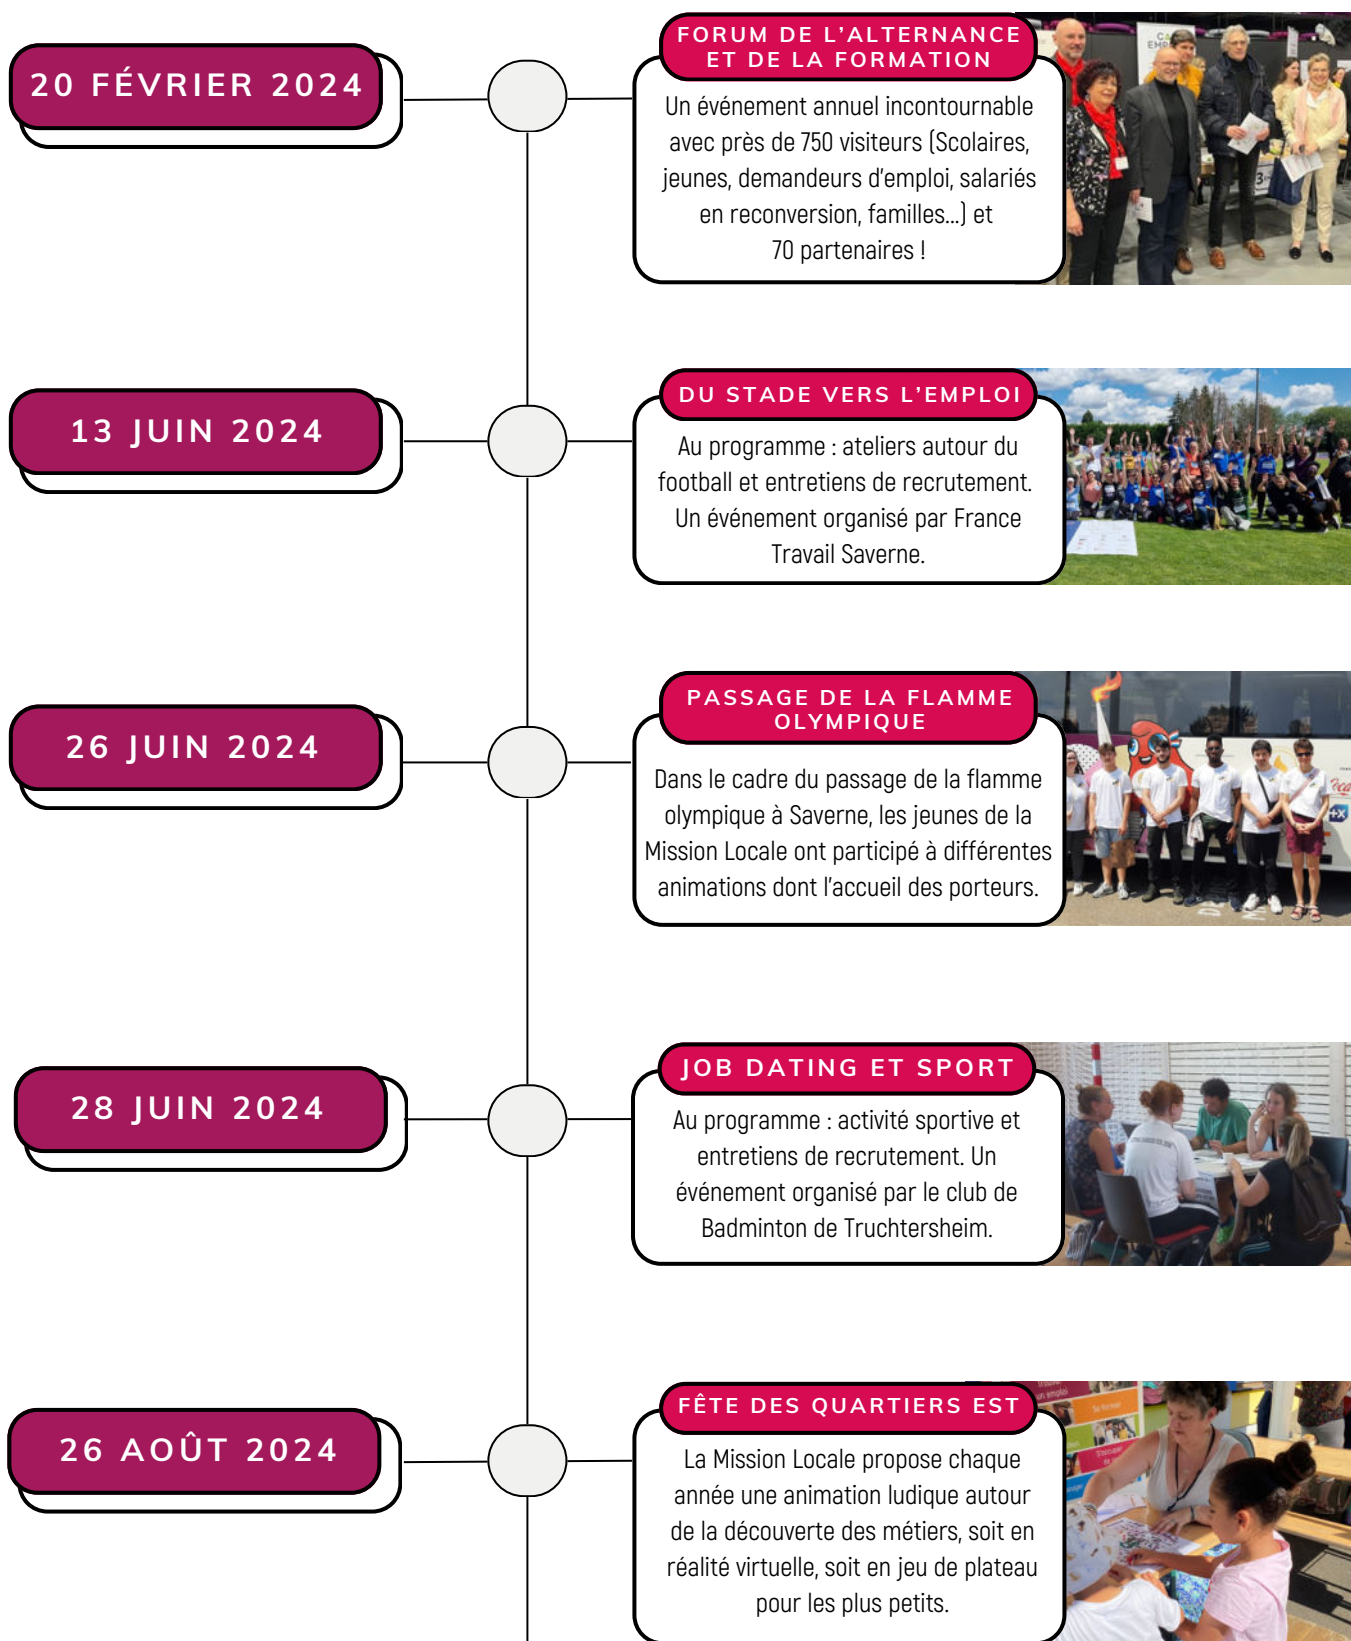 20 FÉVRIER 2024
FORUM DE L'ALTERNANCE
ET DE LA FORMATION
Un événement annuel incontournable
avec près de 750 visiteurs (Scolaires,
jeunes, demandeurs d'emploi, salariés
en reconversion, familles...) et
70 partenaires !
13 JUIN 2024
DU STADE VERS L'EMPLOI
Au programme : ateliers autour du
football et entretiens de recrutement.
Un événement organisé par France
Travail Saverne.
26 JUIN 2024
PASSAGE DE LA FLAMME
OLYMPIQUE
Dans le cadre du passage de la flamme
olympique à Saverne, les jeunes de la
Mission Locale ont participé à différentes
animations dont l'accueil des porteurs.
28 JUIN 2024
JOB DATING ET SPORT
Au programme : activité sportive et
entretiens de recrutement. Un
événement organisé par le club de
Badminton de Truchtersheim.
26 AOÛT 2024
FÊTE DES QUARTIERS EST
La Mission Locale propose chaque
année une animation ludique autour
de la découverte des métiers, soit en
réalité virtuelle, soit en jeu de plateau
pour les plus petits.
un emploi
Se former